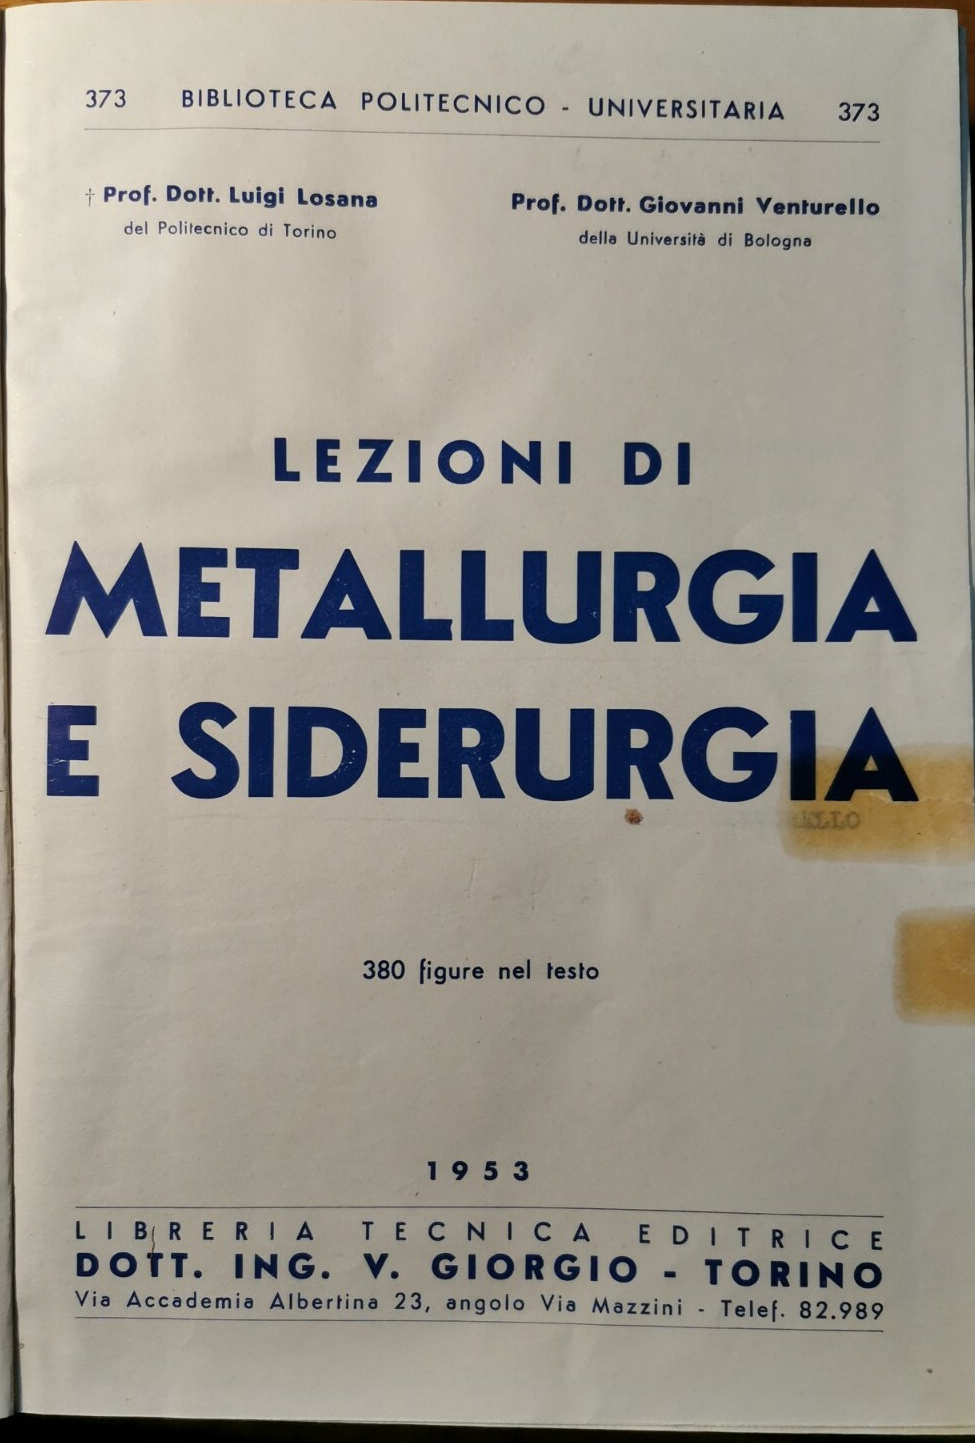 373 BIBLIOTECA POLITECNICO - UNIVERSITARIA 373
† Prof. Dott. Luigi Losana
del Politecnico di Torino
Prof. Dott. Giovanni Venturello
della Università di Bologna
LEZIONI DI
METALLURGIA
E SIDERURGIA
380 figure nel testo
1953
LIBRERIA TECNICA EDITRICE
DOTT. ING. V. GIORGIO - TORINO
Via Accademia Albertina 23, angolo Via Mazzini - Telef. 82.989